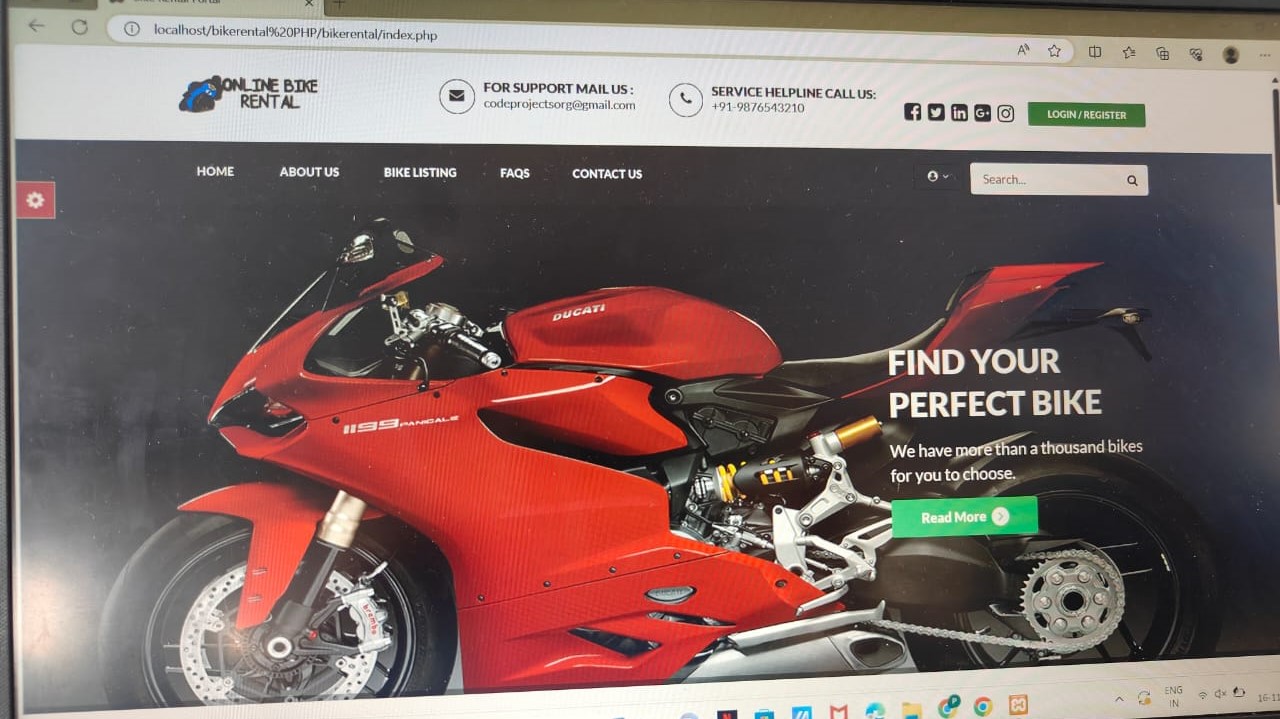 localhost/bikerental%20PHP/bikerental/index.php
ONLINE BIKE
RENTAL
FOR SUPPORT MAIL US :
codeprojectsorg@gmail.com
SERVICE HELPLINE CALL US:
+91-9876543210
LOGIN / REGISTER
HOME
ABOUT US
BIKE LISTING
FAQS
CONTACT US
Search...
DUCATI
1199 PANIGALE
FIND YOUR
PERFECT BIKE
We have more than a thousand bikes
for you to choose.
Read More
brembo
ENG
IN